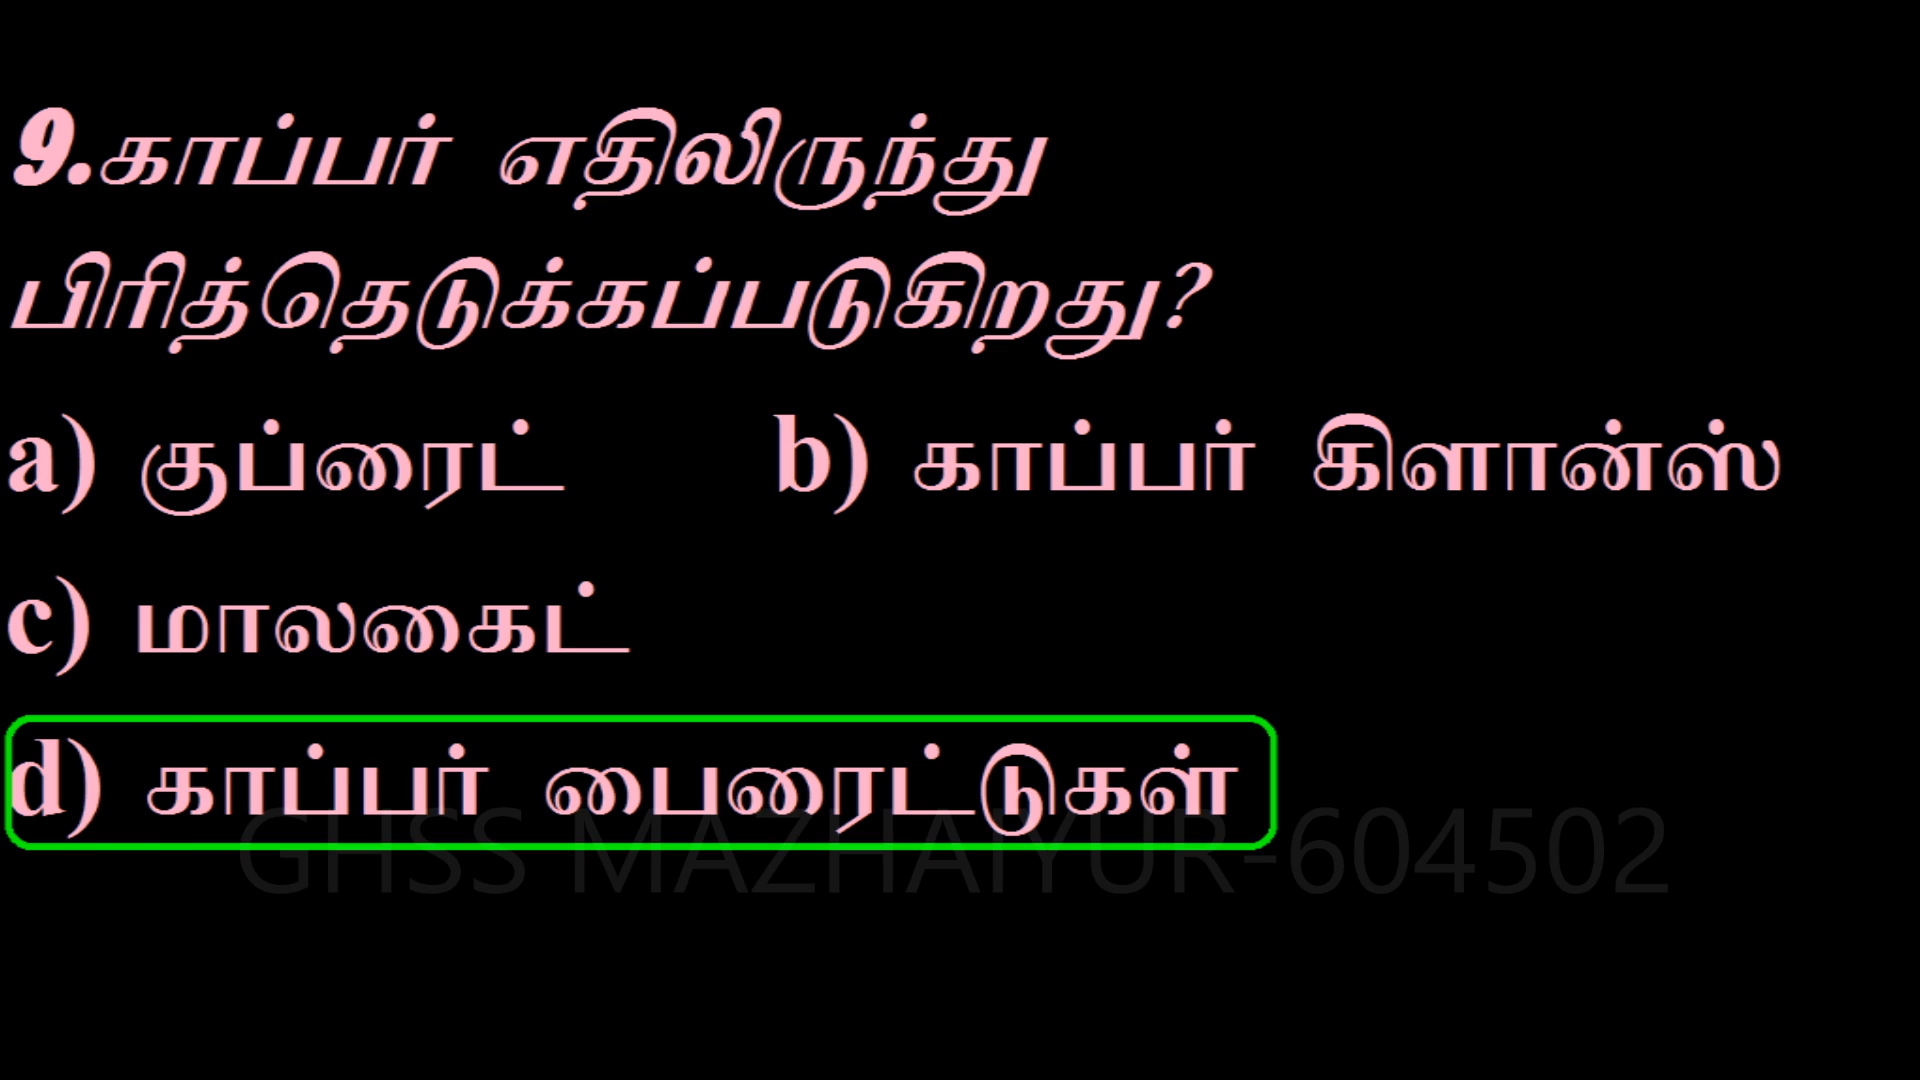 9.காப்பர் எதிலிருந்து
பிரித்தெடுக்கப்படுகிறது?
a) குப்ரைட் b) காப்பர் கிளான்ஸ்
c) மாலகைட்
d) காப்பர் பைரைட்டுகள்
GHSS MAZHAIYUR-604502